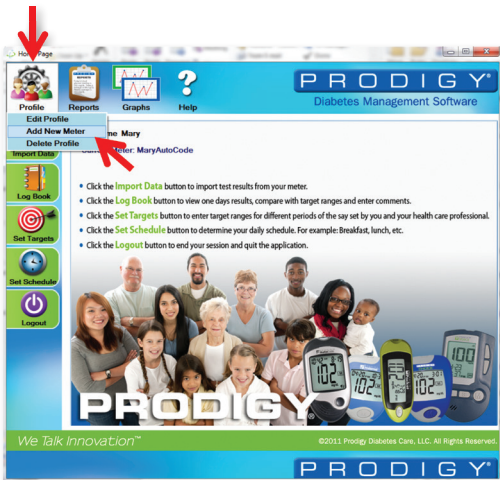 Home Page
PRODIGY®
Diabetes Management Software
Profile
Reports
Graphs
Help
Edit Profile
Add New Meter
Delete Profile
me Mary
Meter: MaryAutoCode
Import Data
Log Book
Set Targets
Set Schedule
Logout
• Click the Import Data button to import test results from your meter.
• Click the Log Book button to view one days results, compare with target ranges and enter comments.
• Click the Set Targets button to enter target ranges for different periods of the say set by you and your health care professional.
• Click the Set Schedule button to determine your daily schedule. For example: Breakfast, lunch, etc.
• Click the Logout button to end your session and quit the application.
PRODIGY®
102
102
102
100
We Talk Innovation™
©2011 Prodigy Diabetes Care, LLC. All Rights Reserved.
PRODIGY®